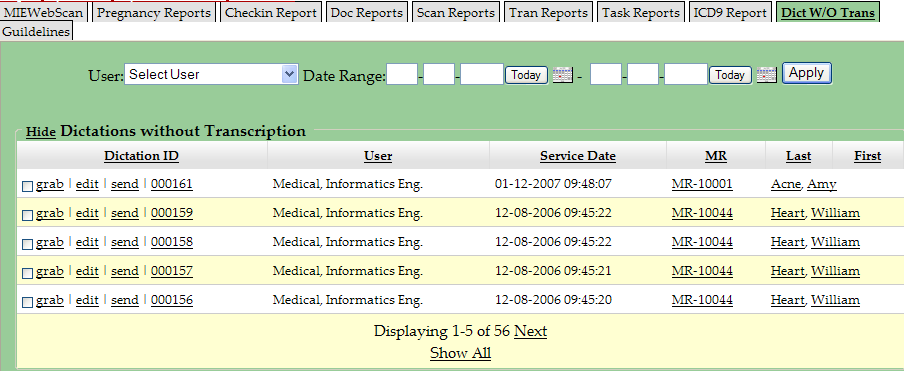 MIEWebScan Pregnancy Reports Checkin Report Doc Reports Scan Reports Tran Reports Task Reports ICD9 Report Dict W/O Trans
Guildelines
User: Select User Date Range: - - Today - - - Today Apply
Hide Dictations without Transcription
Dictation ID User Service Date MR Last First
grab | edit | send | 000161 Medical, Informatics Eng. 01-12-2007 09:48:07 MR-10001 Acne, Amy
grab | edit | send | 000159 Medical, Informatics Eng. 12-08-2006 09:45:22 MR-10044 Heart, William
grab | edit | send | 000158 Medical, Informatics Eng. 12-08-2006 09:45:22 MR-10044 Heart, William
grab | edit | send | 000157 Medical, Informatics Eng. 12-08-2006 09:45:21 MR-10044 Heart, William
grab | edit | send | 000156 Medical, Informatics Eng. 12-08-2006 09:45:20 MR-10044 Heart, William
Displaying 1-5 of 56 Next
Show All